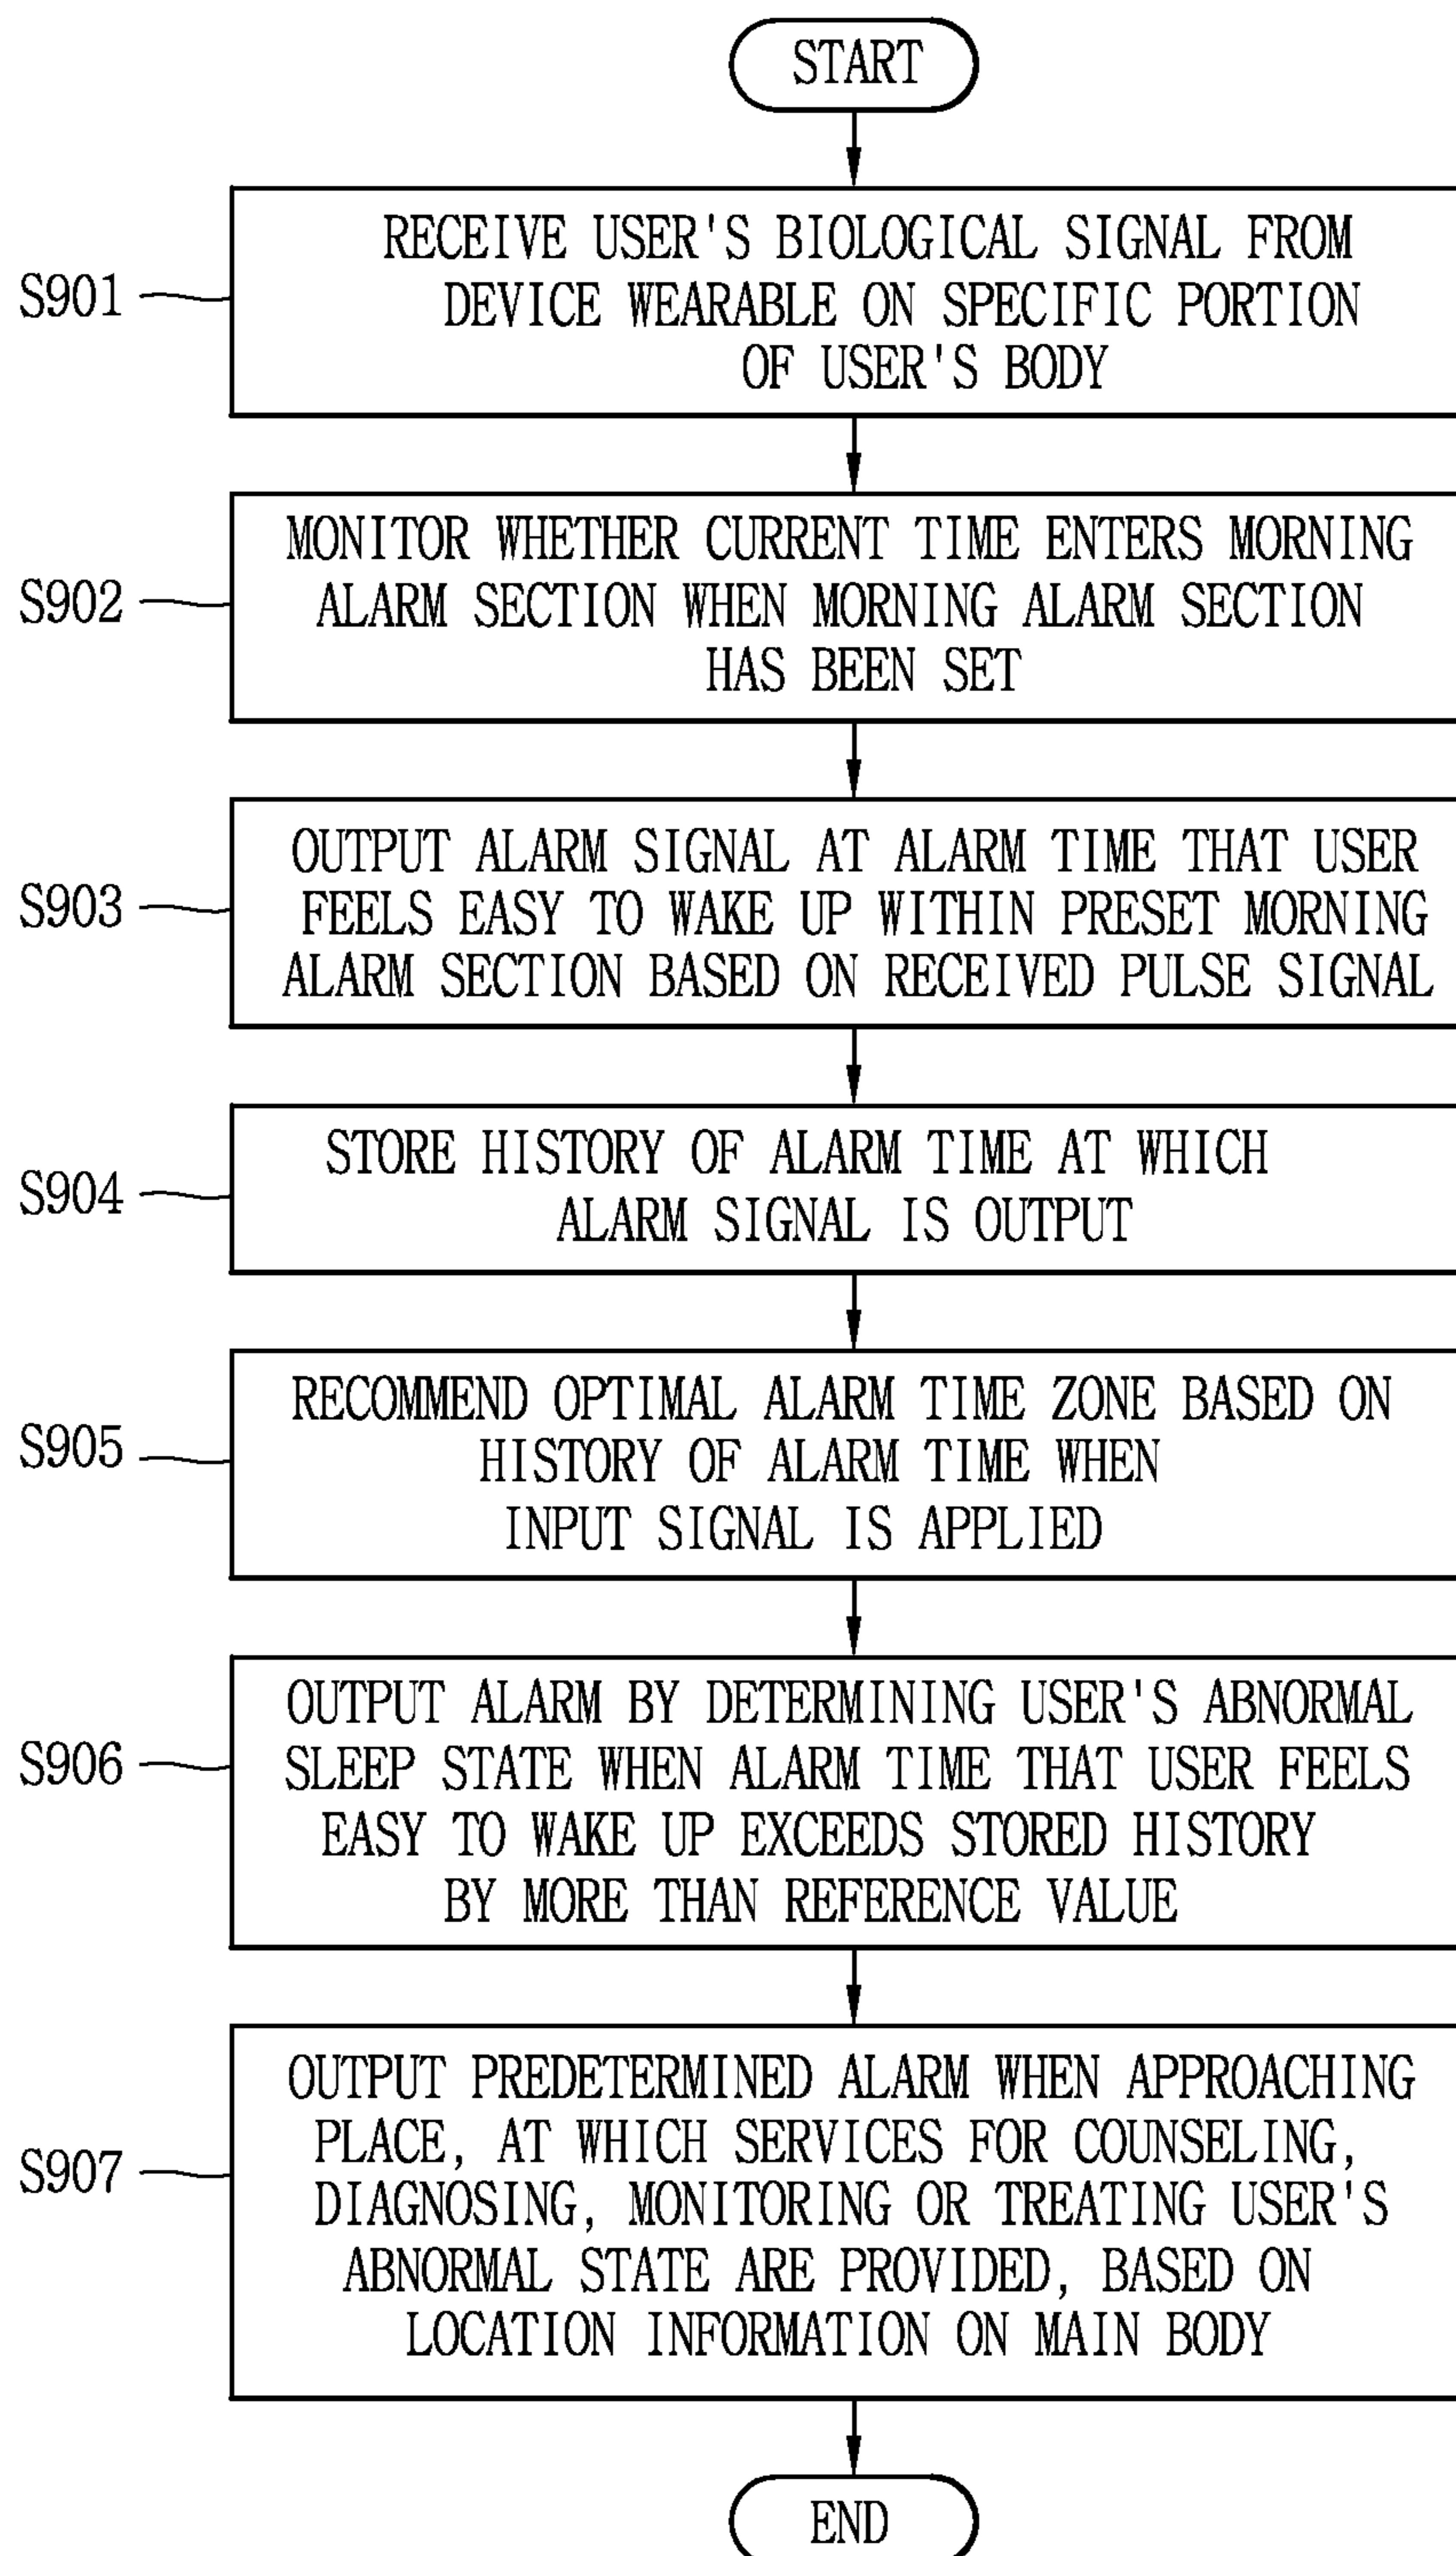 START
S901
RECEIVE USER'S BIOLOGICAL SIGNAL FROM
DEVICE WEARABLE ON SPECIFIC PORTION
OF USER'S BODY
S902
MONITOR WHETHER CURRENT TIME ENTERS MORNING
ALARM SECTION WHEN MORNING ALARM SECTION
HAS BEEN SET
S903
OUTPUT ALARM SIGNAL AT ALARM TIME THAT USER
FEELS EASY TO WAKE UP WITHIN PRESET MORNING
ALARM SECTION BASED ON RECEIVED PULSE SIGNAL
S904
STORE HISTORY OF ALARM TIME AT WHICH
ALARM SIGNAL IS OUTPUT
S905
RECOMMEND OPTIMAL ALARM TIME ZONE BASED ON
HISTORY OF ALARM TIME WHEN
INPUT SIGNAL IS APPLIED
S906
OUTPUT ALARM BY DETERMINING USER'S ABNORMAL
SLEEP STATE WHEN ALARM TIME THAT USER FEELS
EASY TO WAKE UP EXCEEDS STORED HISTORY
BY MORE THAN REFERENCE VALUE
S907
OUTPUT PREDETERMINED ALARM WHEN APPROACHING
PLACE, AT WHICH SERVICES FOR COUNSELING,
DIAGNOSING, MONITORING OR TREATING USER'S
ABNORMAL STATE ARE PROVIDED, BASED ON
LOCATION INFORMATION ON MAIN BODY
END